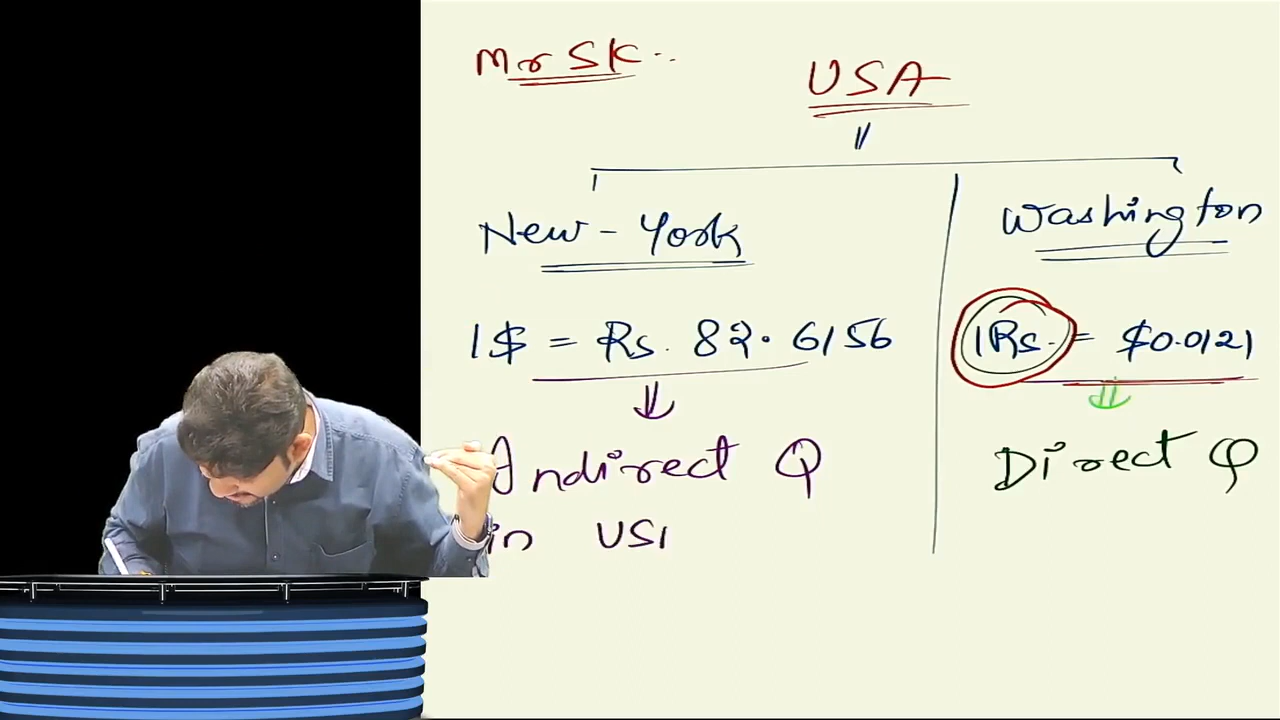 Mr SK..
USA
New-York
1$ = Rs. 82.6156
Indirect Q
in US
Washington
1Rs. = $0.0121
Direct Q